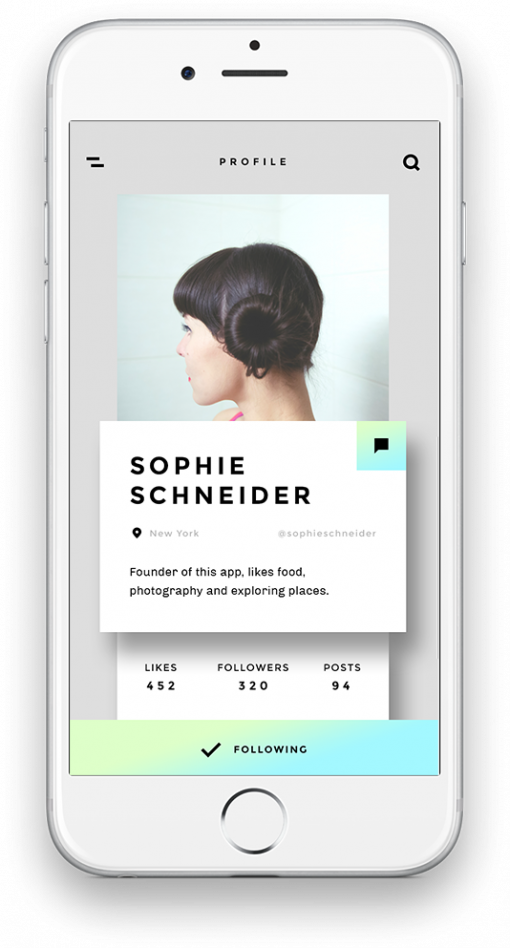 PROFILE
SOPHIE
SCHNEIDER
New York @sophieschneider
Founder of this app, likes food,
photography and exploring places.
LIKES FOLLOWERS POSTS
452 320 94
FOLLOWING